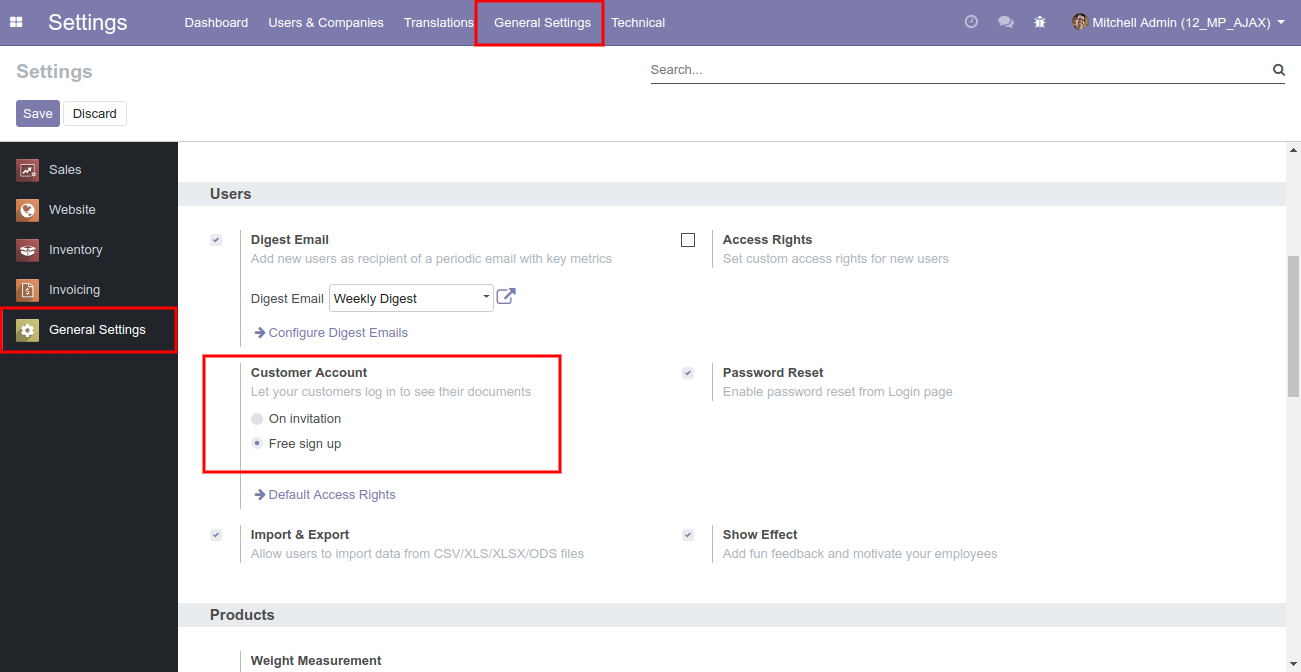 Settings Dashboard Users & Companies Translations General Settings Technical Mitchell Admin (12_MP_AJAX)
Settings
Search...
Save Discard
Sales
Website
Inventory
Invoicing
General Settings
Users
Digest Email
Add new users as recipient of a periodic email with key metrics
Digest Email Weekly Digest
Configure Digest Emails
Access Rights
Set custom access rights for new users
Customer Account
Let your customers log in to see their documents
On invitation
Free sign up
Default Access Rights
Password Reset
Enable password reset from Login page
Import & Export
Allow users to import data from CSV/XLS/XLSX/ODS files
Show Effect
Add fun feedback and motivate your employees
Products
Weight Measurement